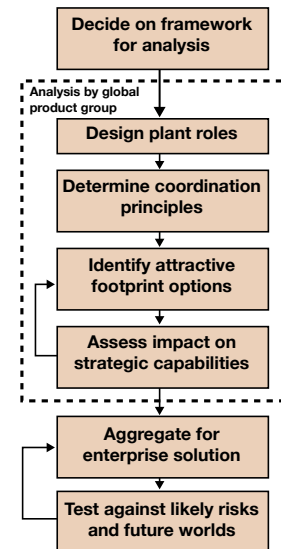 Decide on framework
for analysis
Analysis by global
product group
Design plant roles
Determine coordination
principles
Identify attractive
footprint options
Assess impact on
strategic capabilities
Aggregate for
enterprise solution
Test against likely risks
and future worlds